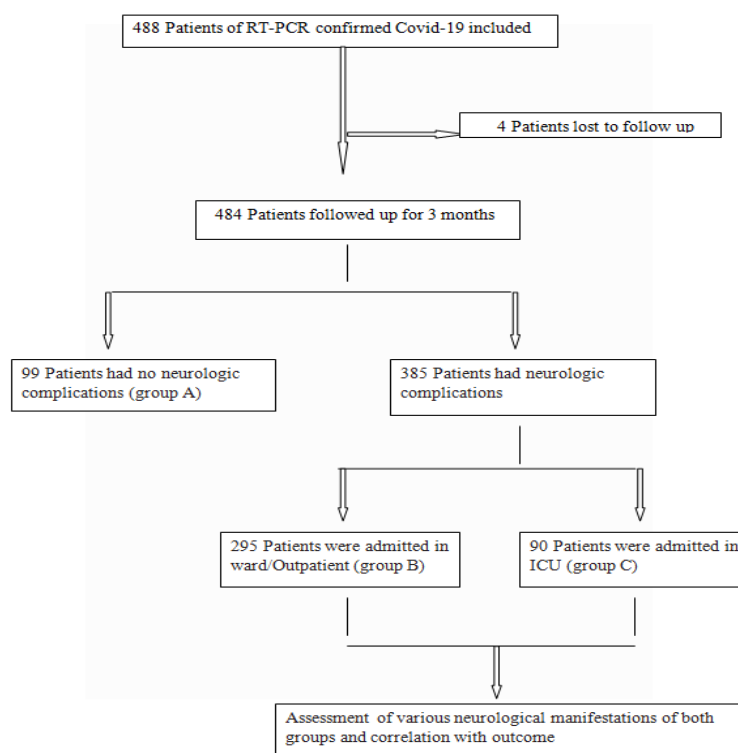 488 Patients of RT-PCR confirmed Covid-19 included
4 Patients lost to follow up
484 Patients followed up for 3 months
99 Patients had no neurologic
complications (group A)
385 Patients had neurologic
complications
295 Patients were admitted in
ward/Outpatient (group B)
90 Patients were admitted in
ICU (group C)
Assessment of various neurological manifestations of both
groups and correlation with outcome